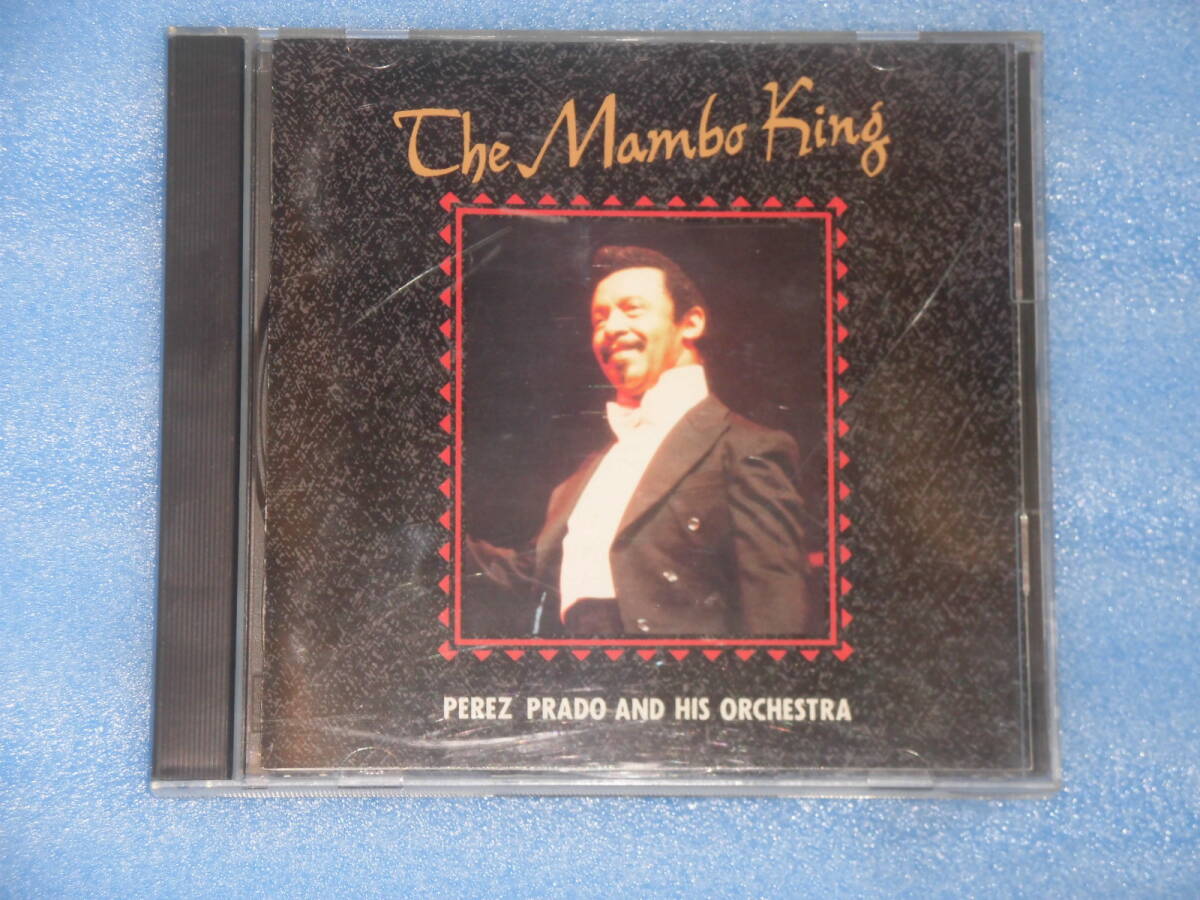 The Mambo King
PEREZ PRADO AND HIS ORCHESTRA